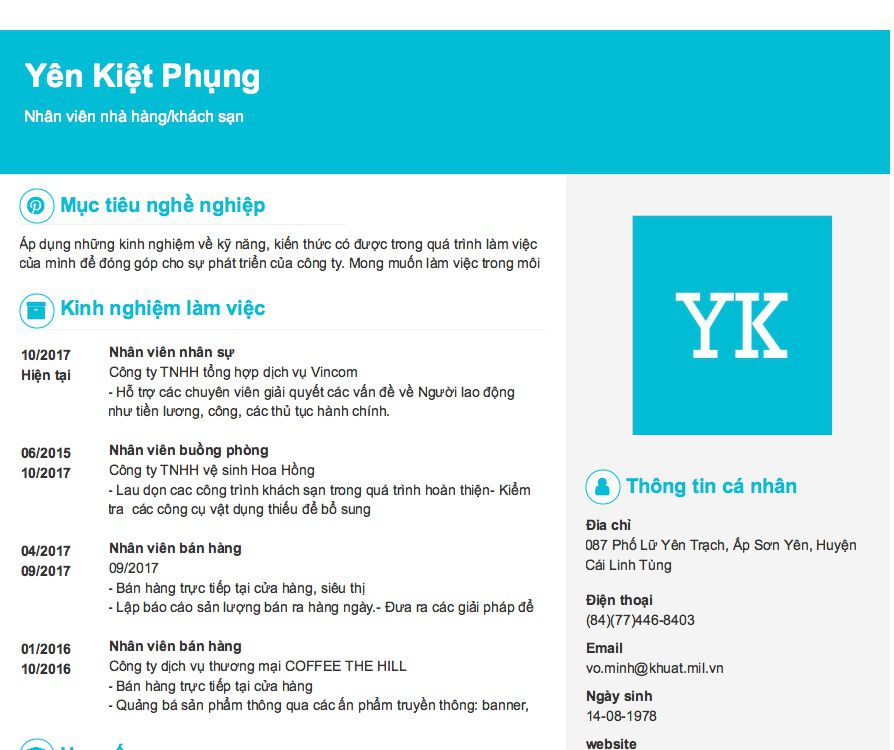 Yên Kiệt Phụng
Nhân viên nhà hàng/khách sạn
Mục tiêu nghề nghiệp
Áp dụng những kinh nghiệm về kỹ năng, kiến thức có được trong quá trình làm việc
của mình để đóng góp cho sự phát triển của công ty. Mong muốn làm việc trong môi
Kinh nghiệm làm việc
10/2017
Hiện tại
Nhân viên nhân sự
Công ty TNHH tổng hợp dịch vụ Vincom
- Hỗ trợ các chuyên viên giải quyết các vấn đề về Người lao động
như tiền lương, công, các thủ tục hành chính.
06/2015
10/2017
Nhân viên buồng phòng
Công ty TNHH vệ sinh Hoa Hồng
- Lau dọn cac công trình khách sạn trong quá trình hoàn thiện- Kiểm
tra  các công cụ vật dụng thiếu để bổ sung
04/2017
09/2017
Nhân viên bán hàng
09/2017
- Bán hàng trực tiếp tại cửa hàng, siêu thị
- Lập báo cáo sản lượng bán ra hàng ngày.- Đưa ra các giải pháp để
01/2016
10/2016
Nhân viên bán hàng
Công ty dịch vụ thương mại COFFEE THE HILL
- Bán hàng trực tiếp tại cửa hàng
- Quảng bá sản phẩm thông qua các ấn phẩm truyền thông: banner,
YK
Thông tin cá nhân
Địa chỉ
087 Phố Lữ Yên Trạch, Ấp Sơn Yên, Huyện
Cái Linh Tùng
Điện thoại
(84)(77)446-8403
Email
vo.minh@khuat.mil.vn
Ngày sinh
14-08-1978
website